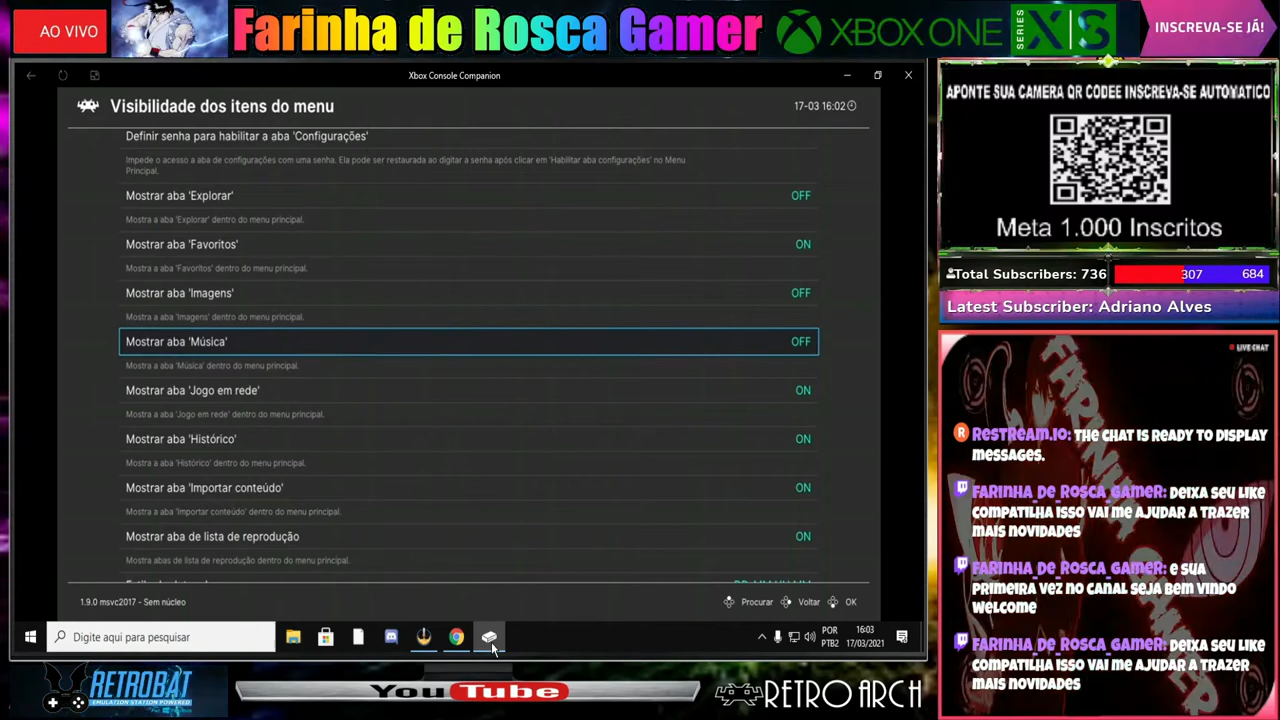 AO VIVO
Farinha de Rosca Gamer
XBOX ONE
SERIES
X|S
INSCREVA-SE JÁ!
Xbox Console Companion
Visibilidade dos itens do menu
17-03 16:02
Definir senha para habilitar a aba 'Configurações'
Impede o acesso a aba de configurações com uma senha. Ela pode ser restaurada ao digitar a senha após clicar em 'Habilitar aba configurações' no Menu
Principal.
Mostrar aba 'Explorar'
OFF
Mostra a aba 'Explorar' dentro do menu principal.
Mostrar aba 'Favoritos'
ON
Mostra a aba 'Favoritos' dentro do menu principal.
Mostrar aba 'Imagens'
OFF
Mostra a aba 'Imagens' dentro do menu principal.
Mostrar aba 'Música'
OFF
Mostra a aba 'Música' dentro do menu principal.
Mostrar aba 'Jogo em rede'
ON
Mostra a aba 'Jogo em rede' dentro do menu principal.
Mostrar aba 'Histórico'
ON
Mostra a aba 'Histórico' dentro do menu principal.
Mostrar aba 'Importar conteúdo'
ON
Mostra a aba 'Importar conteúdo' dentro do menu principal.
Mostrar aba de lista de reprodução
ON
Mostra abas de lista de reprodução dentro do menu principal.
1.9.0 msvc2017 - Sem núcleo
Procurar
Voltar
OK
Digite aqui para pesquisar
POR
PTB2
16:03
17/03/2021
APONTE SUA CAMERA QR CODEE INSCREVA-SE AUTOMATICO
Meta 1.000 Inscritos
Total Subscribers: 736
307
684
Latest Subscriber: Adriano Alves
LIVE CHAT
FARINHA DE ROSCA GAMER
Restream.io: The chat is ready to display
messages.
Farinha_de_Rosca_Gamer: deixa seu like
compatilha isso vai me ajudar a trazer
mais novidades
Farinha_de_Rosca_Gamer: e sua
primeira vez no canal seja bem vindo
welcome
Farinha_de_Rosca_Gamer: deixa seu like
compatilha isso vai me ajudar a trazer
mais novidades
RETROBAT
EMULATION STATION POWERED
YouTube
RETRO ARCH